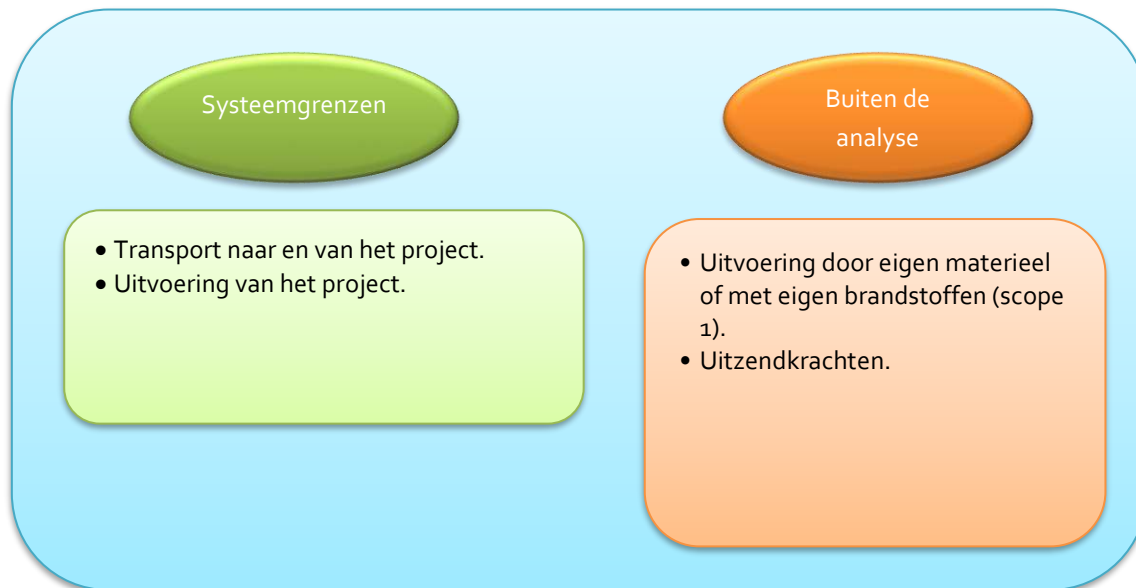 Systeemgrenzen
• Transport naar en van het project.
• Uitvoering van het project.
Buiten de
analyse
• Uitvoering door eigen materieel
of met eigen brandstoffen (scope
1).
• Uitzendkrachten.